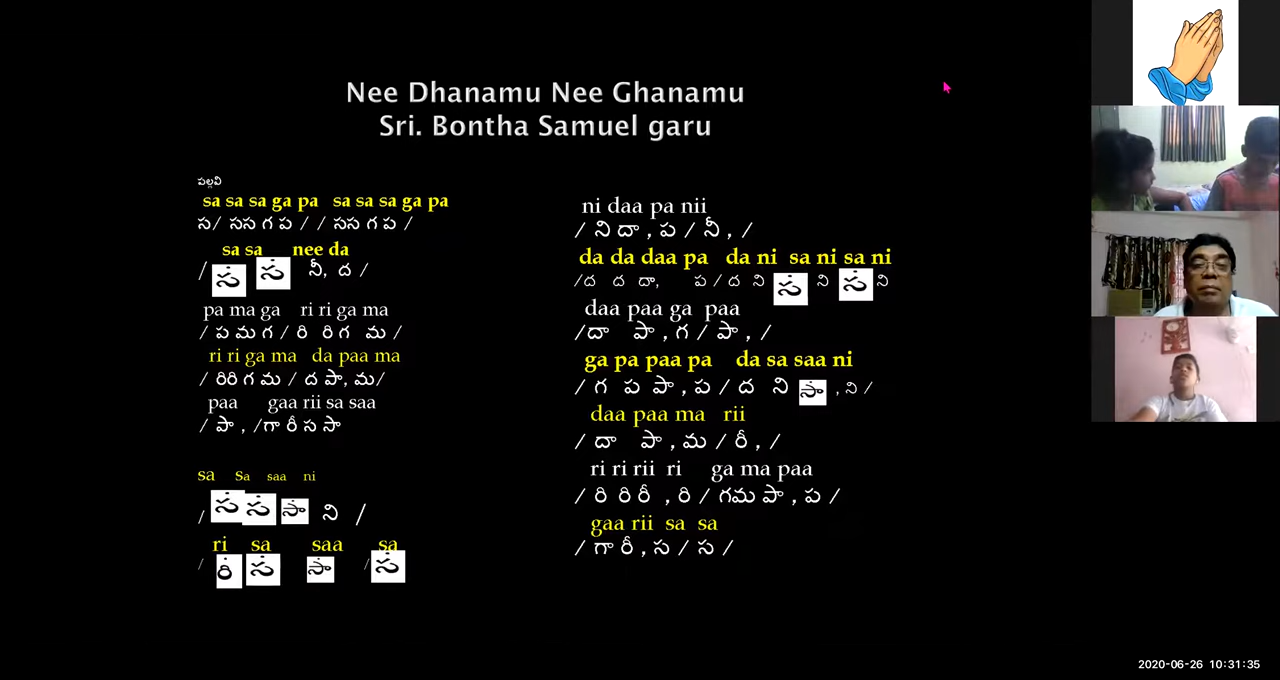 Nee Dhanamu Nee Ghanamu
Sri. Bontha Samuel garu
పల్లవి
sa sa sa ga pa sa sa sa ga pa
స/ సస గ ప / / సస గ ప /
sa sa nee da
/ స̇ స̇ నీ, ద /
pa ma ga ri ri ga ma
/ ప మ గ / రి రి గ మ /
ri ri ga ma da paa ma
/ రిరి గ మ / ద పా, మ/
paa gaa rii sa saa
/ పా , /గా రీ స సా
sa sa saa ni
/ స̇ స̇ సా̇ ని /
ri sa saa sa
/ రి̇ స̇ సా̇ / స̇
ni daa pa nii
/ ని దా , ప / నీ , /
da da daa pa da ni sa ni sa ni
/ద ద దా, ప / ద ని స̇ ని స̇ ని
daa paa ga paa
/దా పా , గ / పా , /
ga pa paa pa da sa saa ni
/ గ ప పా , ప / ద ని సా̇ , ని /
daa paa ma rii
/ దా పా , మ / రీ , /
ri ri rii ri ga ma paa
/ రి రి రీ , రి / గమ పా , ప /
gaa rii sa sa
/ గా రీ , స / స /
2020-06-26 10:31:35